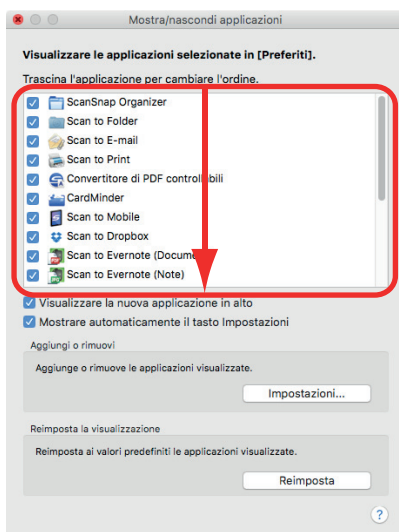 Mostra/nascondi applicazioni
Visualizzare le applicazioni selezionate in [Preferiti].
Trascina l'applicazione per cambiare l'ordine.
ScanSnap Organizer
Scan to Folder
Scan to E-mail
Scan to Print
Convertitore di PDF controllabili
CardMinder
Scan to Mobile
Scan to Dropbox
Scan to Evernote
Scan to Evernote (Note)
Visualizzare la nuova applicazione in alto
Mostrare automaticamente il tasto Impostazioni
Aggiungi o rimuovi
Aggiunge o rimuove le applicazioni visualizzate.
Impostazioni...
Reimposta la visualizzazione
Reimposta ai valori predefiniti le applicazioni visualizzate.
Reimposta
?